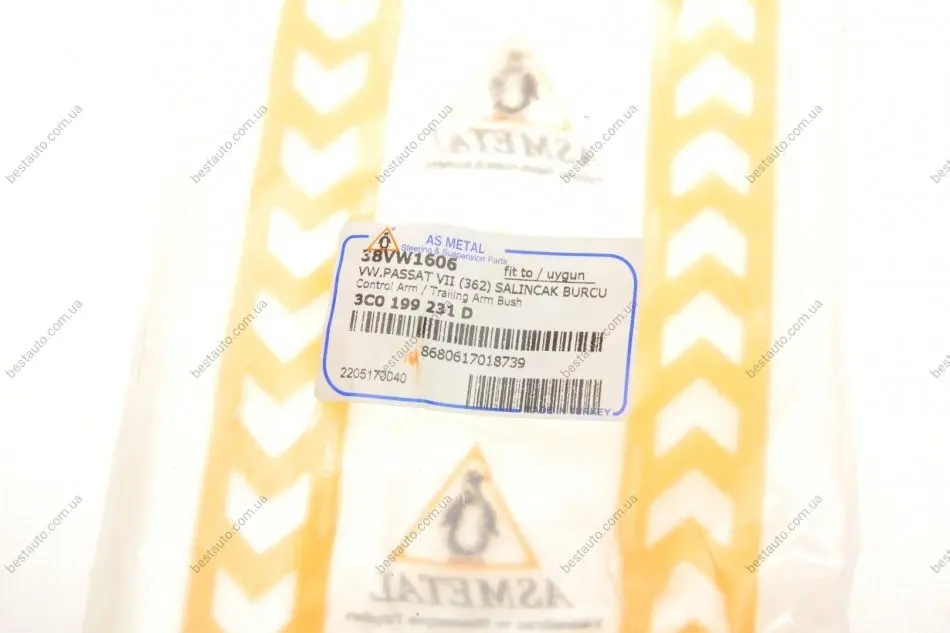 ASMETAL
AS METAL
Steering & Suspension Parts
38VW1606
fit to / uygun
VW.PASSAT VII (362) SALINCAK BURCU
Control Arm / Trailing Arm Bush
3C0 199 231 D
8680617018739
2205170040
MADE IN TURKEY
ASMETAL
bestauto.com.ua